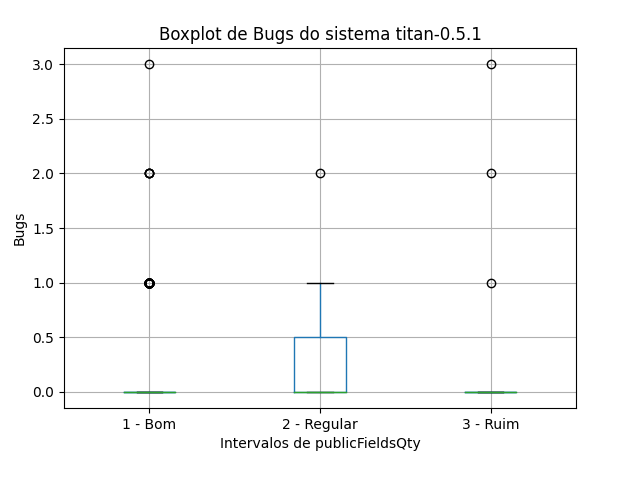 Boxplot de Bugs do sistema titan-0.5.1
3.0
2.5
2.0
1.5
1.0
0.5
0.0
Bugs
1 - Bom
2 - Regular
3 - Ruim
Intervalos de publicFieldsQty